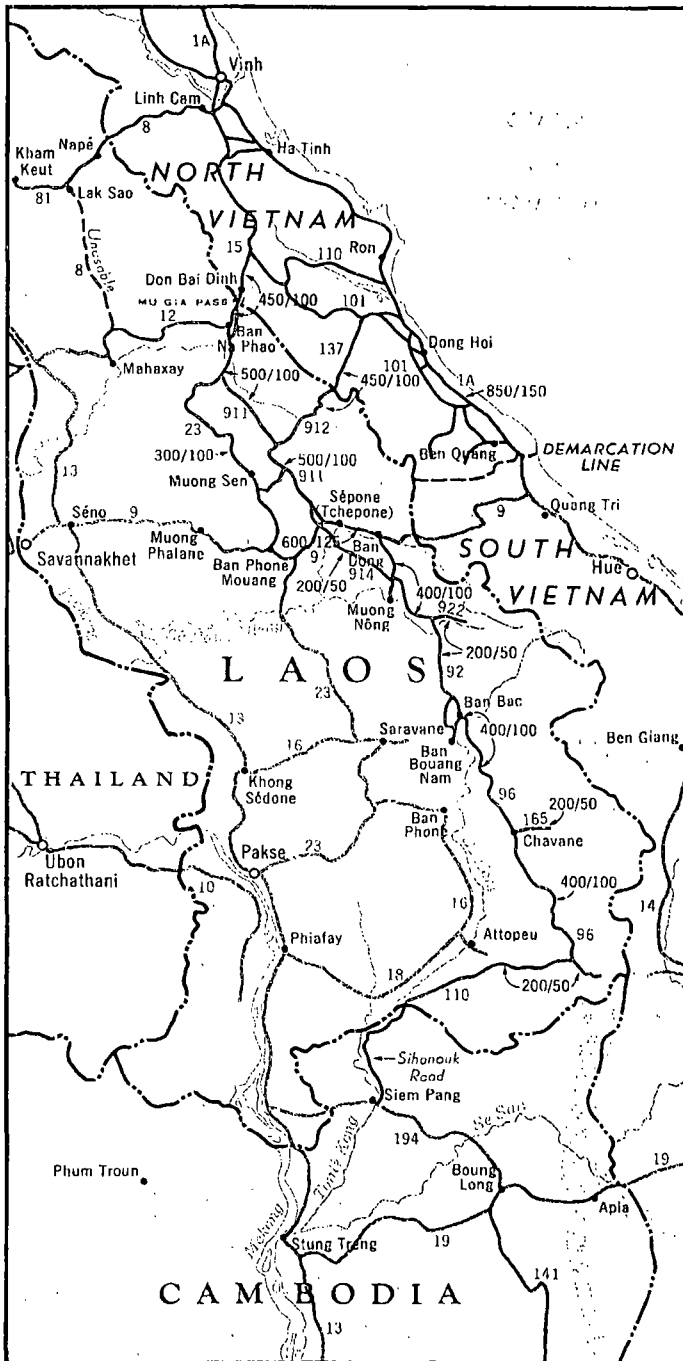 1A
Vinh
Linh Cam
8
Napé
Ha Tinh
Kham
Keut
NORTH
81
Lak Sao
VIETNAM
Unusable
15
Ron
110
8
Don Bai Dinh
MU GIA PASS
450/100
101
12
Ban
Na Phao
137
Dong Hoi
Mahaxay
500/100
101
1A
450/100
850/150
911
23
912
300/100
Ben Quang
DEMARCATION
LINE
13
500/100
Muong Sen
911
Sépone
(Tchepone)
Quang Tri
Séno
9
9
Muong
Phalane
600
125
SOUTH
Savannakhet
9
Ban
Dong
Hue
Ban Phone
Mouang
914
VIETNAM
200/50
400/100
Muong
Nông
922
200/50
LAOS
92
23
13
Ban Bac
Saravane
400/100
16
Ban
Bouang
Nam
Ben Giang
THAILAND
Khong
Sédone
96
200/50
Ban
Phone
165
Chavane
Ubon
Ratchathani
Pakse
23
10
400/100
16
14
Attopeu
96
Phiafay
18
110
200/50
Sihanouk
Road
Siem Pang
Se San
194
Tonle Kong
Boung
Long
19
Phum Troun
Apia
Mekong
Stung Treng
19
141
CAMBODIA
13